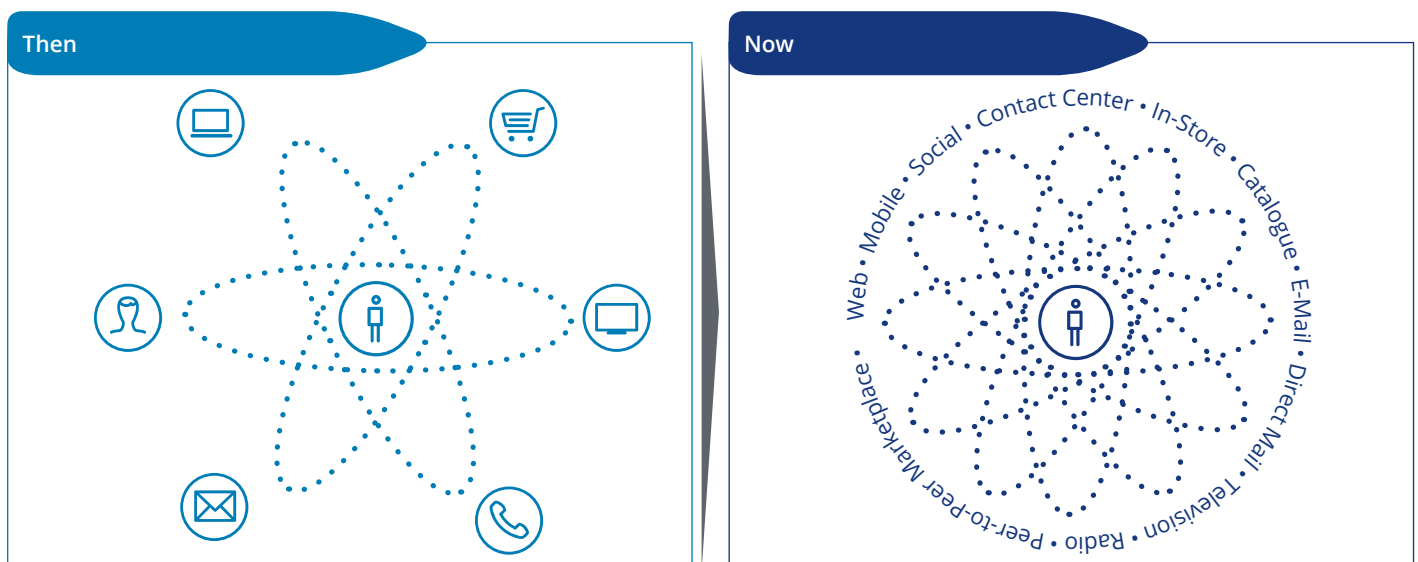 Then
Now
Web • Mobile • Social • Contact Center • In-Store • Catalogue • E-Mail • Direct Mail • Television • Radio • Peer-to-Peer Marketplace •